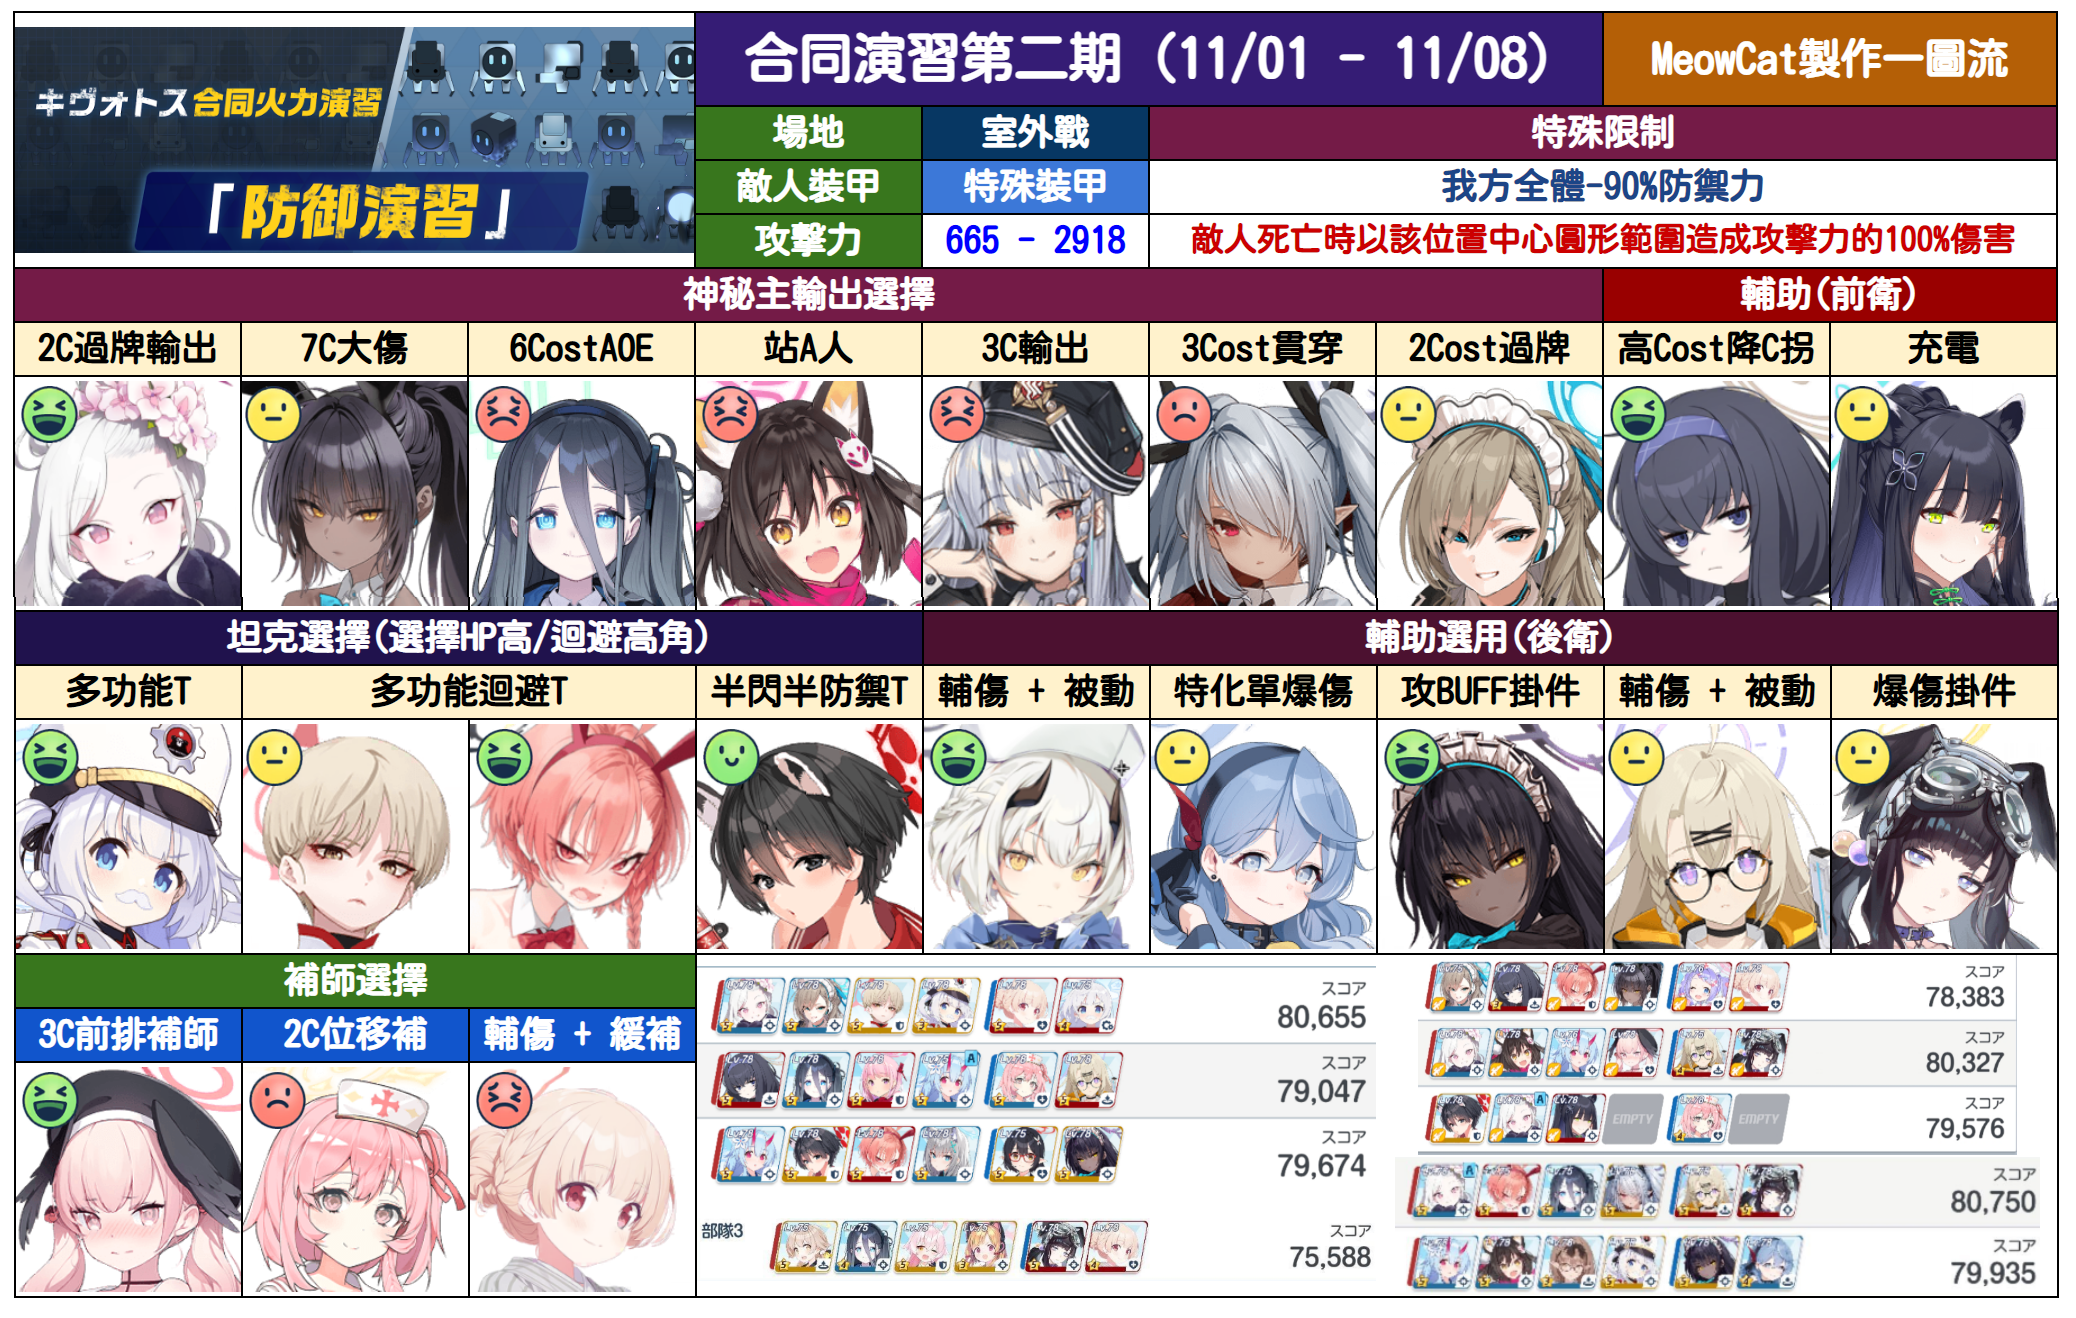 キヴォトス合同火力演習
「防御演習」
合同演習第二期 (11/01 - 11/08)
MeowCat製作一圖流
場地
室外戰
特殊限制
敵人裝甲
特殊裝甲
我方全體-90%防禦力
攻擊力
665 - 2918
敵人死亡時以該位置中心圓形範圍造成攻擊力的100%傷害
神秘主輸出選擇
輔助(前衛)
2C過牌輸出
7C大傷
6CostAOE
站A人
3C輸出
3Cost貫穿
2Cost過牌
高Cost降C拐
充電
坦克選擇(選擇HP高/迴避高角)
輔助選用(後衛)
多功能T
多功能迴避T
半閃半防禦T
輔傷 + 被動
特化單爆傷
攻BUFF掛件
輔傷 + 被動
爆傷掛件
補師選擇
3C前排補師
2C位移補
輔傷 + 緩補
スコア
80,655
スコア
79,047
スコア
79,674
部隊3
スコア
75,588
スコア
78,383
スコア
80,327
EMPTY
EMPTY
スコア
79,576
スコア
80,750
スコア
79,935